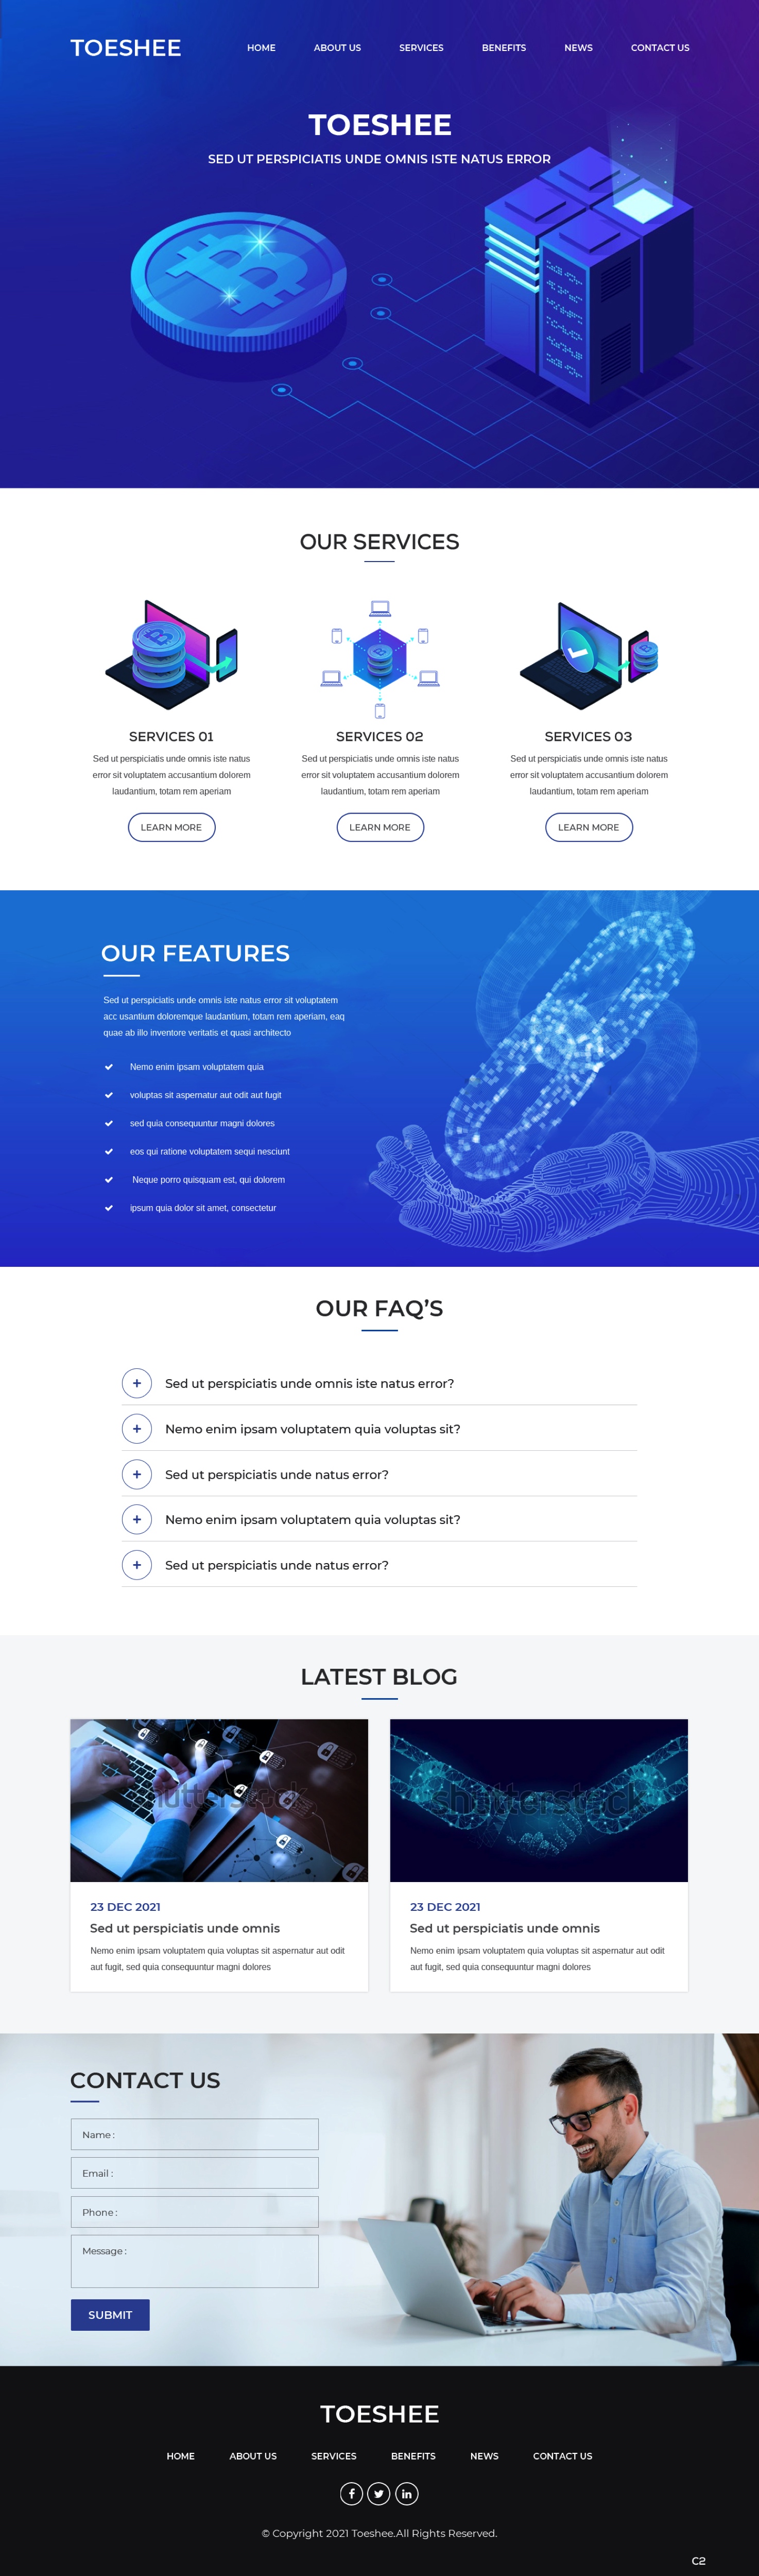 TOESHEE
HOME ABOUT US SERVICES BENEFITS NEWS CONTACT US
TOESHEE
SED UT PERSPICIATIS UNDE OMNIS ISTE NATUS ERROR
OUR SERVICES
SERVICES 01
Sed ut perspiciatis unde omnis iste natus
error sit voluptatem accusantium dolorem
laudantium, totam rem aperiam
LEARN MORE
SERVICES 02
Sed ut perspiciatis unde omnis iste natus
error sit voluptatem accusantium dolorem
laudantium, totam rem aperiam
LEARN MORE
SERVICES 03
Sed ut perspiciatis unde omnis iste natus
error sit voluptatem accusantium dolorem
laudantium, totam rem aperiam
LEARN MORE
OUR FEATURES
Sed ut perspiciatis unde omnis iste natus error sit voluptatem
acc usantium doloremque laudantium, totam rem aperiam, eaq
quae ab illo inventore veritatis et quasi architecto
Nemo enim ipsam voluptatem quia
voluptas sit aspernatur aut odit aut fugit
sed quia consequuntur magni dolores
eos qui ratione voluptatem sequi nesciunt
Neque porro quisquam est, qui dolorem
ipsum quia dolor sit amet, consectetur
OUR FAQ'S
+ Sed ut perspiciatis unde omnis iste natus error?
+ Nemo enim ipsam voluptatem quia voluptas sit?
+ Sed ut perspiciatis unde natus error?
+ Nemo enim ipsam voluptatem quia voluptas sit?
+ Sed ut perspiciatis unde natus error?
LATEST BLOG
shutterstock
23 DEC 2021
Sed ut perspiciatis unde omnis
Nemo enim ipsam voluptatem quia voluptas sit aspernatur aut odit
aut fugit, sed quia consequuntur magni dolores
shutterstock
23 DEC 2021
Sed ut perspiciatis unde omnis
Nemo enim ipsam voluptatem quia voluptas sit aspernatur aut odit
aut fugit, sed quia consequuntur magni dolores
CONTACT US
Name :
Email :
Phone :
Message :
SUBMIT
TOESHEE
HOME ABOUT US SERVICES BENEFITS NEWS CONTACT US
© Copyright 2021 Toeshee.All Rights Reserved.
C2